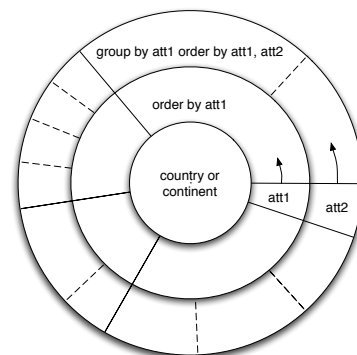 group by att1 order by att1, att2
order by att1
country or
continent
att1
att2